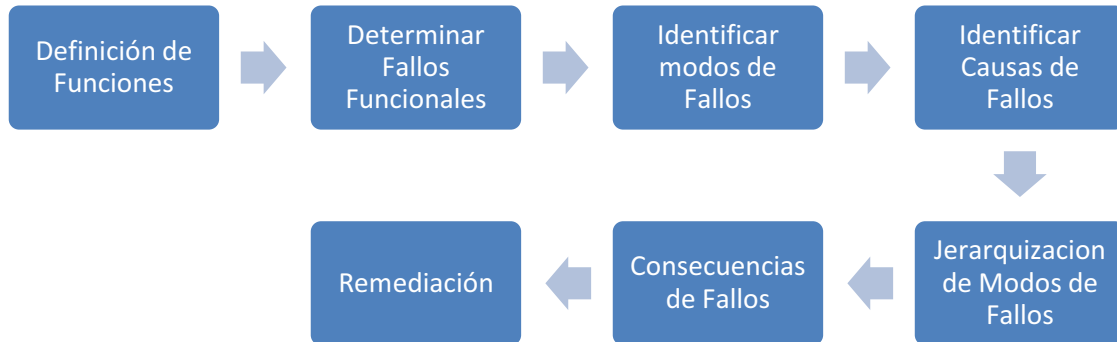 Definición de
Funciones
Determinar
Fallos
Funcionales
Identificar
modos de
Fallos
Identificar
Causas de
Fallos
Jerarquizacion
de Modos de
Fallos
Consecuencias
de Fallos
Remediación